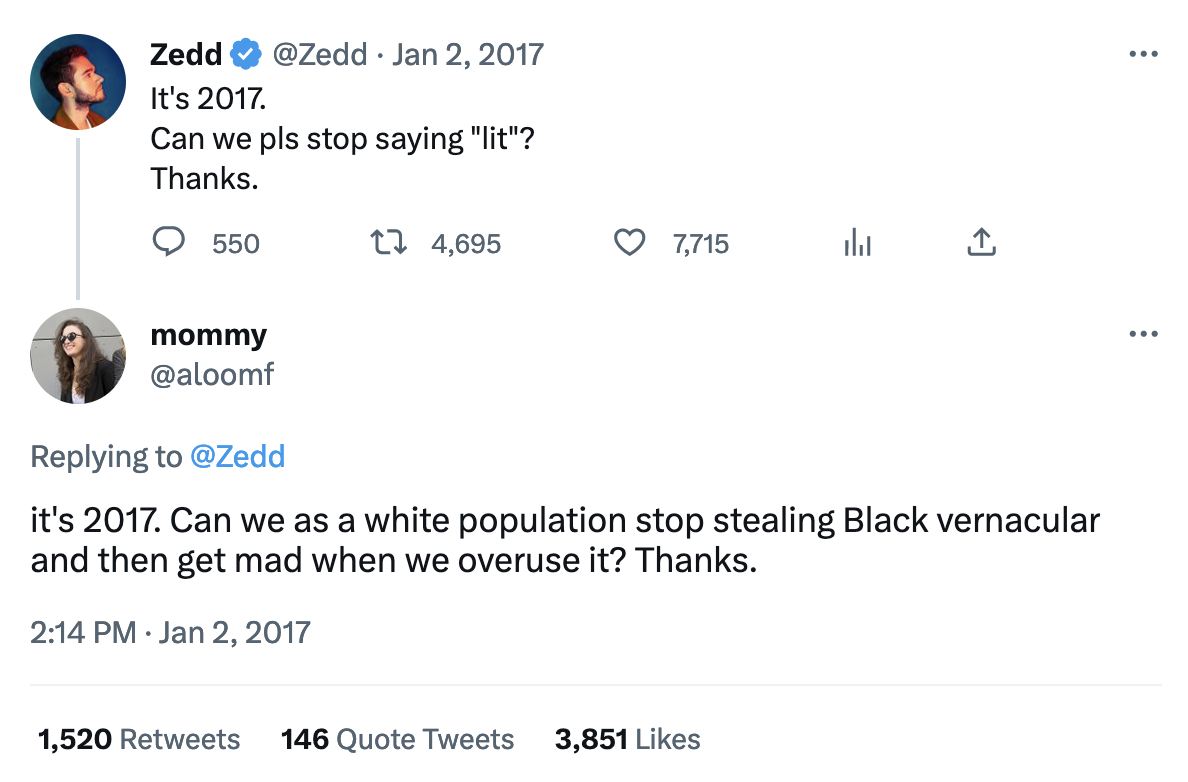 Zedd @Zedd · Jan 2, 2017
It's 2017.
Can we pls stop saying "lit"?
Thanks.
550 4,695 7,715
mommy
@aloomf
Replying to @Zedd
it's 2017. Can we as a white population stop stealing Black vernacular
and then get mad when we overuse it? Thanks.
2:14 PM · Jan 2, 2017
1,520 Retweets 146 Quote Tweets 3,851 Likes